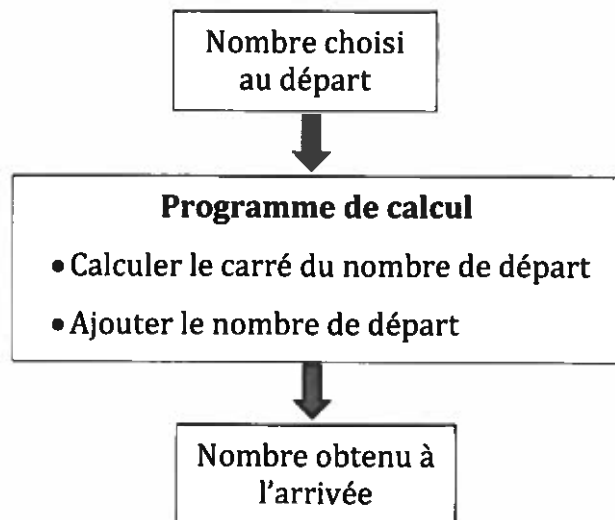 Nombre choisi
au départ
Programme de calcul
• Calculer le carré du nombre de départ
• Ajouter le nombre de départ
Nombre obtenu à
l'arrivée